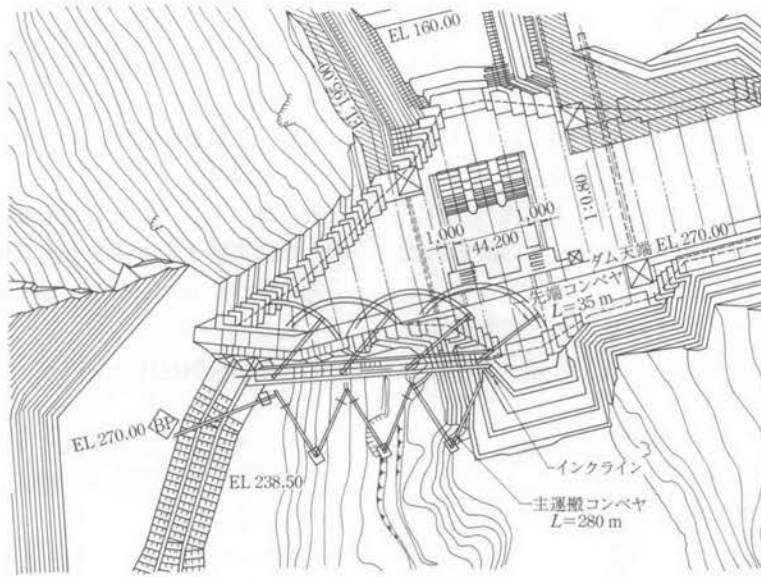 EL 160.00
EL 195.00
1:0.80
1,000
1,000
44,200
ダム天端 EL 270.00
先端コンベヤ
L=35 m
EL 270.00
BP
EL 238.50
インクライン
主運搬コンベヤ
L=280 m